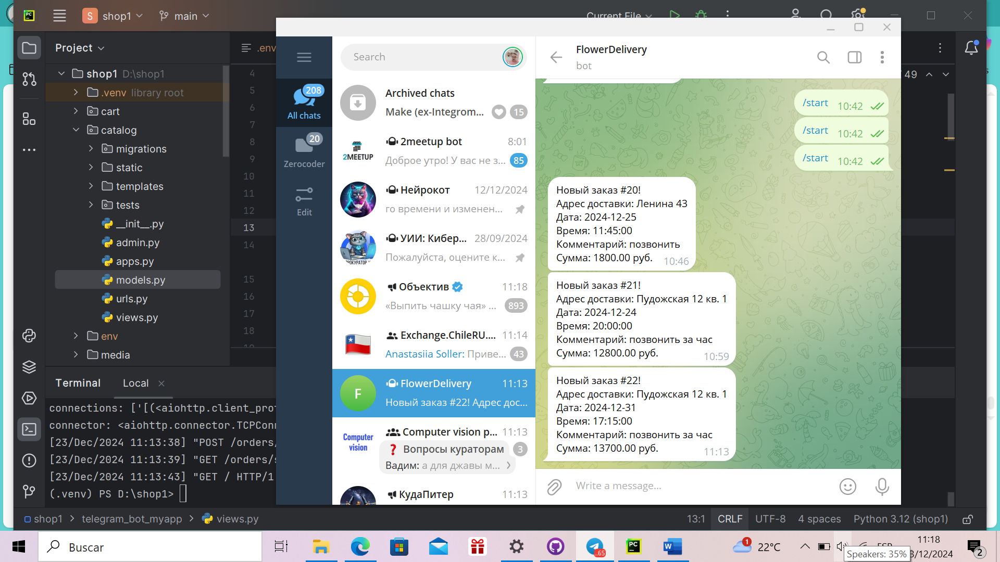 PC
S
shop1
main
Current File
Project
.env
shop1 D:\shop1
.venv library root
cart
catalog
migrations
static
templates
tests
__init__.py
admin.py
apps.py
models.py
urls.py
views.py
env
media
4
5
6
7
8
9
10
11
12
13
14
15
16
17
18
49
Terminal
Local
connections: ['[(<aiohttp.client_pro
connector: <aiohttp.connector.TCPConn
[23/Dec/2024 11:13:38] "POST /orders/
[23/Dec/2024 11:13:39] "GET /orders/s
[23/Dec/2024 11:13:43] "GET / HTTP/1
(.venv) PS D:\shop1>
shop1
telegram_bot_myapp
views.py
13:1
CRLF
UTF-8
4 spaces
Python 3.12 (shop1)
208
All chats
20
Zerocoder
Edit
Search
Archived chats
Make (ex-Integrom...
15
2MEETUP
2meetup bot
8:01
Доброе утро! У вас не з...
85
Нейрокот
12/12/2024
го времени и изменен...
УИИ: Кибер...
28/09/2024
Пожалуйста, оцените к...
Объектив
11:18
«Выпить чашку чая» ...
893
Exchange.ChileRU....
11:14
Anastasiia Soller: Приве...
43
F
FlowerDelivery
11:13
Новый заказ #22! Адрес дос...
Computer vision
Computer vision p...
11:13
Вопросы кураторам
3
Вадим: а для джавы м...
КудаПитер
11:13
FlowerDelivery
bot
/start
10:42
/start
10:42
/start
10:42
Новый заказ #20!
Адрес доставки: Ленина 43
Дата: 2024-12-25
Время: 11:45:00
Комментарий: позвонить
Сумма: 1800.00 руб.
10:46
Новый заказ #21!
Адрес доставки: Пудожская 12 кв. 1
Дата: 2024-12-24
Время: 20:00:00
Комментарий: позвонить за час
Сумма: 12800.00 руб.
10:59
Новый заказ #22!
Адрес доставки: Пудожская 12 кв. 1
Дата: 2024-12-31
Время: 17:15:00
Комментарий: позвонить за час
Сумма: 13700.00 руб.
11:13
Write a message...
Buscar
..65
PC
W
1
22°C
11:18
3/12/2024
2
Speakers: 35%